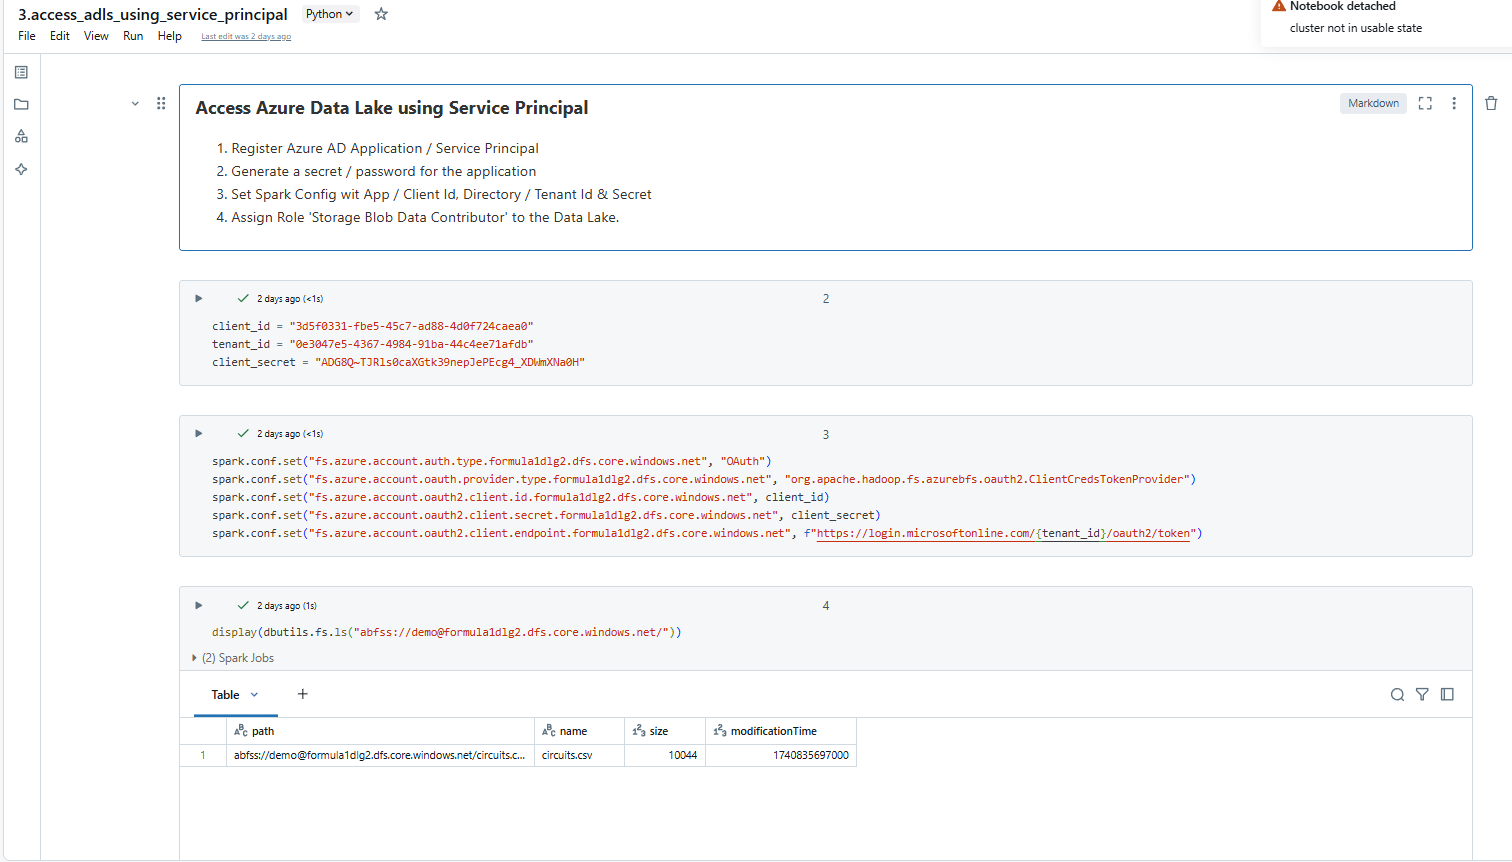 3.access_adls_using_service_principal Python
File Edit View Run Help Last edit was 2 days ago
Notebook detached
cluster not in usable state
Access Azure Data Lake using Service Principal
Markdown
1. Register Azure AD Application / Service Principal
2. Generate a secret / password for the application
3. Set Spark Config wit App / Client Id, Directory / Tenant Id & Secret
4. Assign Role 'Storage Blob Data Contributor' to the Data Lake.
2 days ago (<1s) 2
client_id = "3d5f0331-fbe5-45c7-ad88-4d0f724caea0"
tenant_id = "0e3047e5-4367-4984-91ba-44c4ee71afdb"
client_secret = "ADG8Q~TJRls0caXGtk39nepJePEcg4_XDWmXNa0H"
2 days ago (<1s) 3
spark.conf.set("fs.azure.account.auth.type.formula1dlg2.dfs.core.windows.net", "OAuth")
spark.conf.set("fs.azure.account.oauth.provider.type.formula1dlg2.dfs.core.windows.net", "org.apache.hadoop.fs.azurebfs.oauth2.ClientCredsTokenProvider")
spark.conf.set("fs.azure.account.oauth2.client.id.formula1dlg2.dfs.core.windows.net", client_id)
spark.conf.set("fs.azure.account.oauth2.client.secret.formula1dlg2.dfs.core.windows.net", client_secret)
spark.conf.set("fs.azure.account.oauth2.client.endpoint.formula1dlg2.dfs.core.windows.net", f"https://login.microsoftonline.com/{tenant_id}/oauth2/token")
2 days ago (1s) 4
display(dbutils.fs.ls("abfss://demo@formula1dlg2.dfs.core.windows.net/"))
(2) Spark Jobs
Table +
ABC path ABC name 123 size 123 modificationTime
1 abfss://demo@formula1dlg2.dfs.core.windows.net/circuits.c... circuits.csv 10044 1740835697000